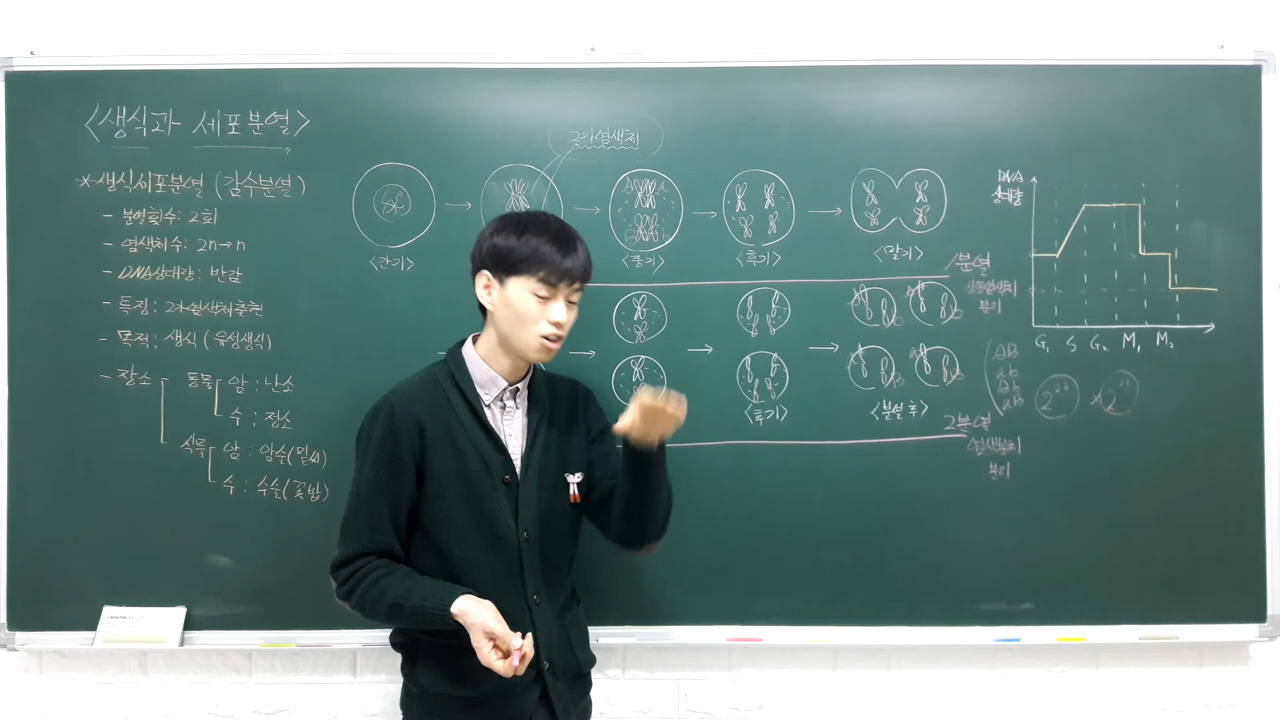 <생식과 세포분열>
*생식세포분열 (감수분열)
- 분열횟수: 2회
- 염색체수: 2n→n
- DNA상대량: 반감
- 특징: 2가염색체출현
- 목적: 생식 (유성생식)
- 장소
동물
암 : 난소
수 : 정소
식물
암 : 암술(밑씨)
수 : 수술(꽃밥)
2가염색체
<간기>
<중기>
<후기>
<말기>
1분열
상동염색체
분리
<후기>
<분열 후>
2분열
염색분체
분리
DNA
상대량
G₁ S G₂ M₁ M₂
AB
ab
Ab
aB
2²³ × 2²³